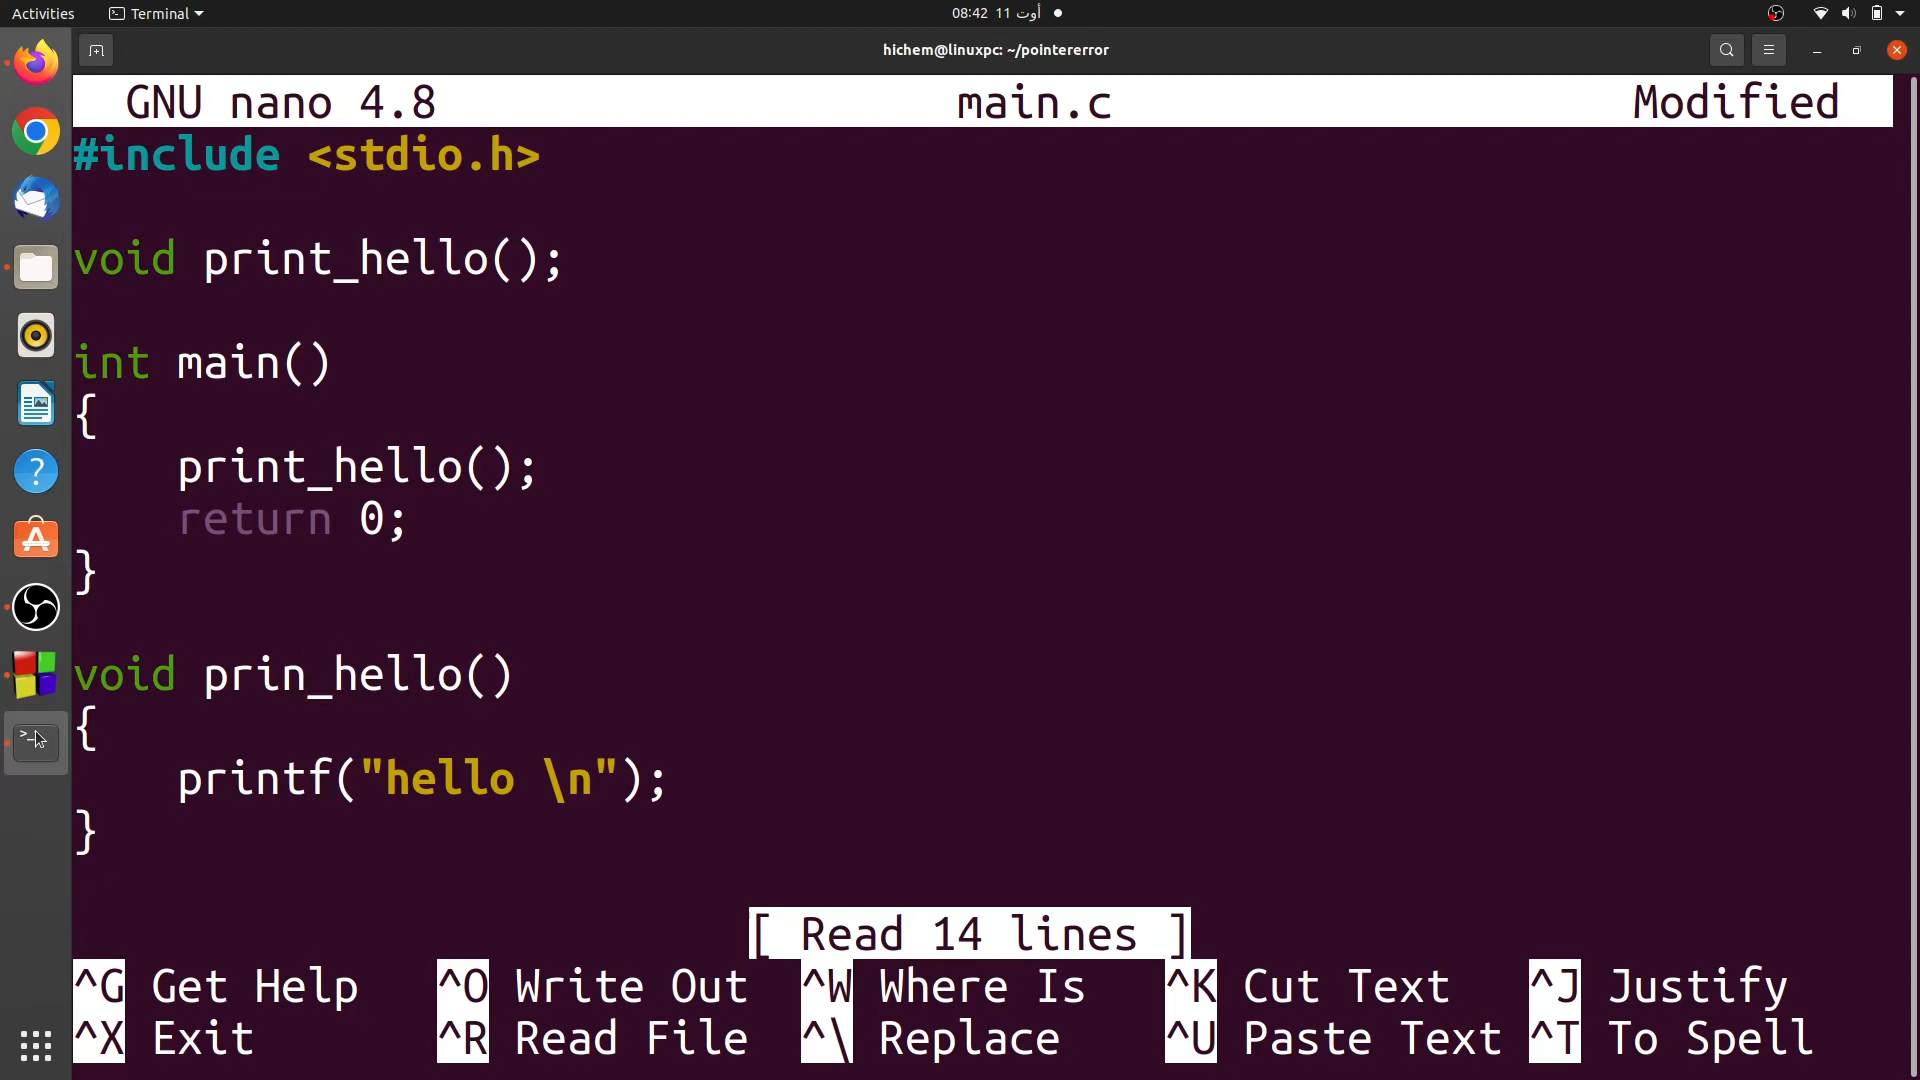 Activities Terminal 08:42 11 أوت
hichem@linuxpc: ~/pointererror
GNU nano 4.8 main.c Modified
#include <stdio.h>
void print_hello();
int main()
{
print_hello();
return 0;
}
void prin_hello()
{
printf("hello \n");
}
[ Read 14 lines ]
^G Get Help ^O Write Out ^W Where Is ^K Cut Text ^J Justify
^X Exit ^R Read File ^\ Replace ^U Paste Text ^T To Spell